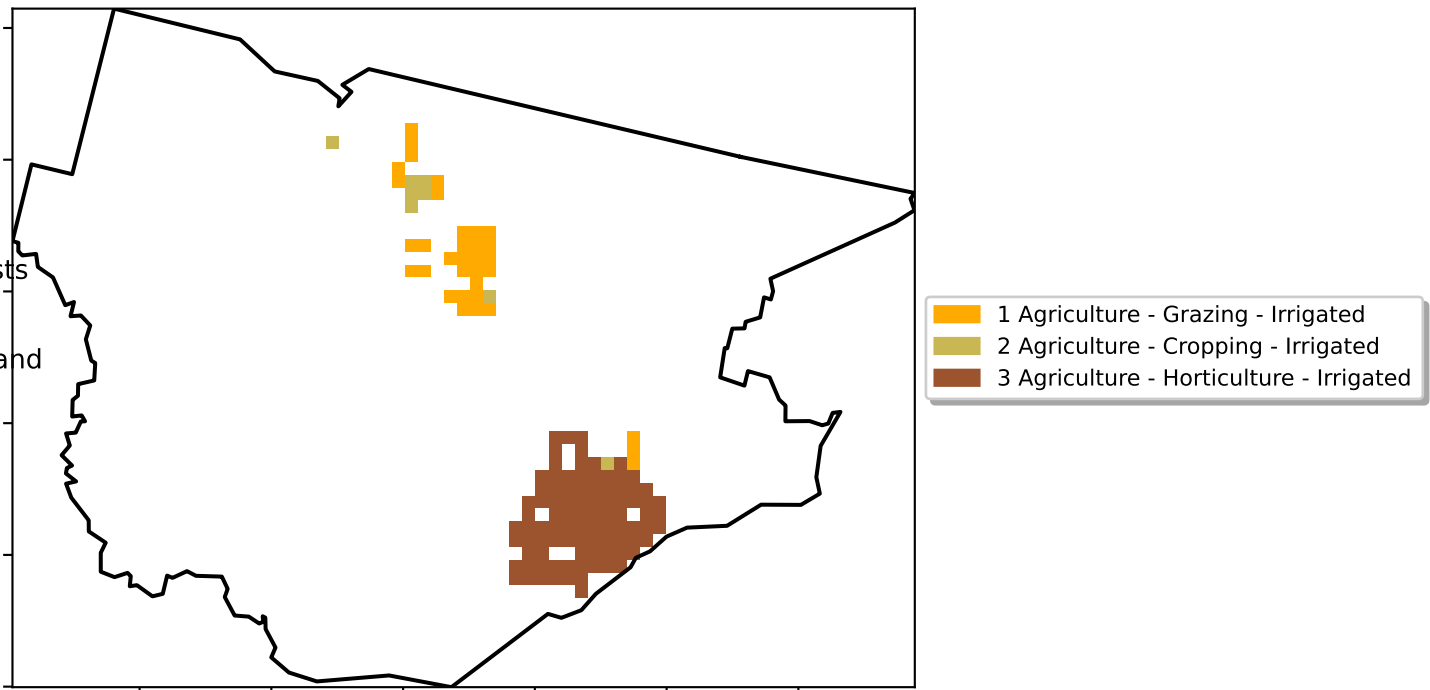 sts
and
1 Agriculture - Grazing - Irrigated
2 Agriculture - Cropping - Irrigated
3 Agriculture - Horticulture - Irrigated